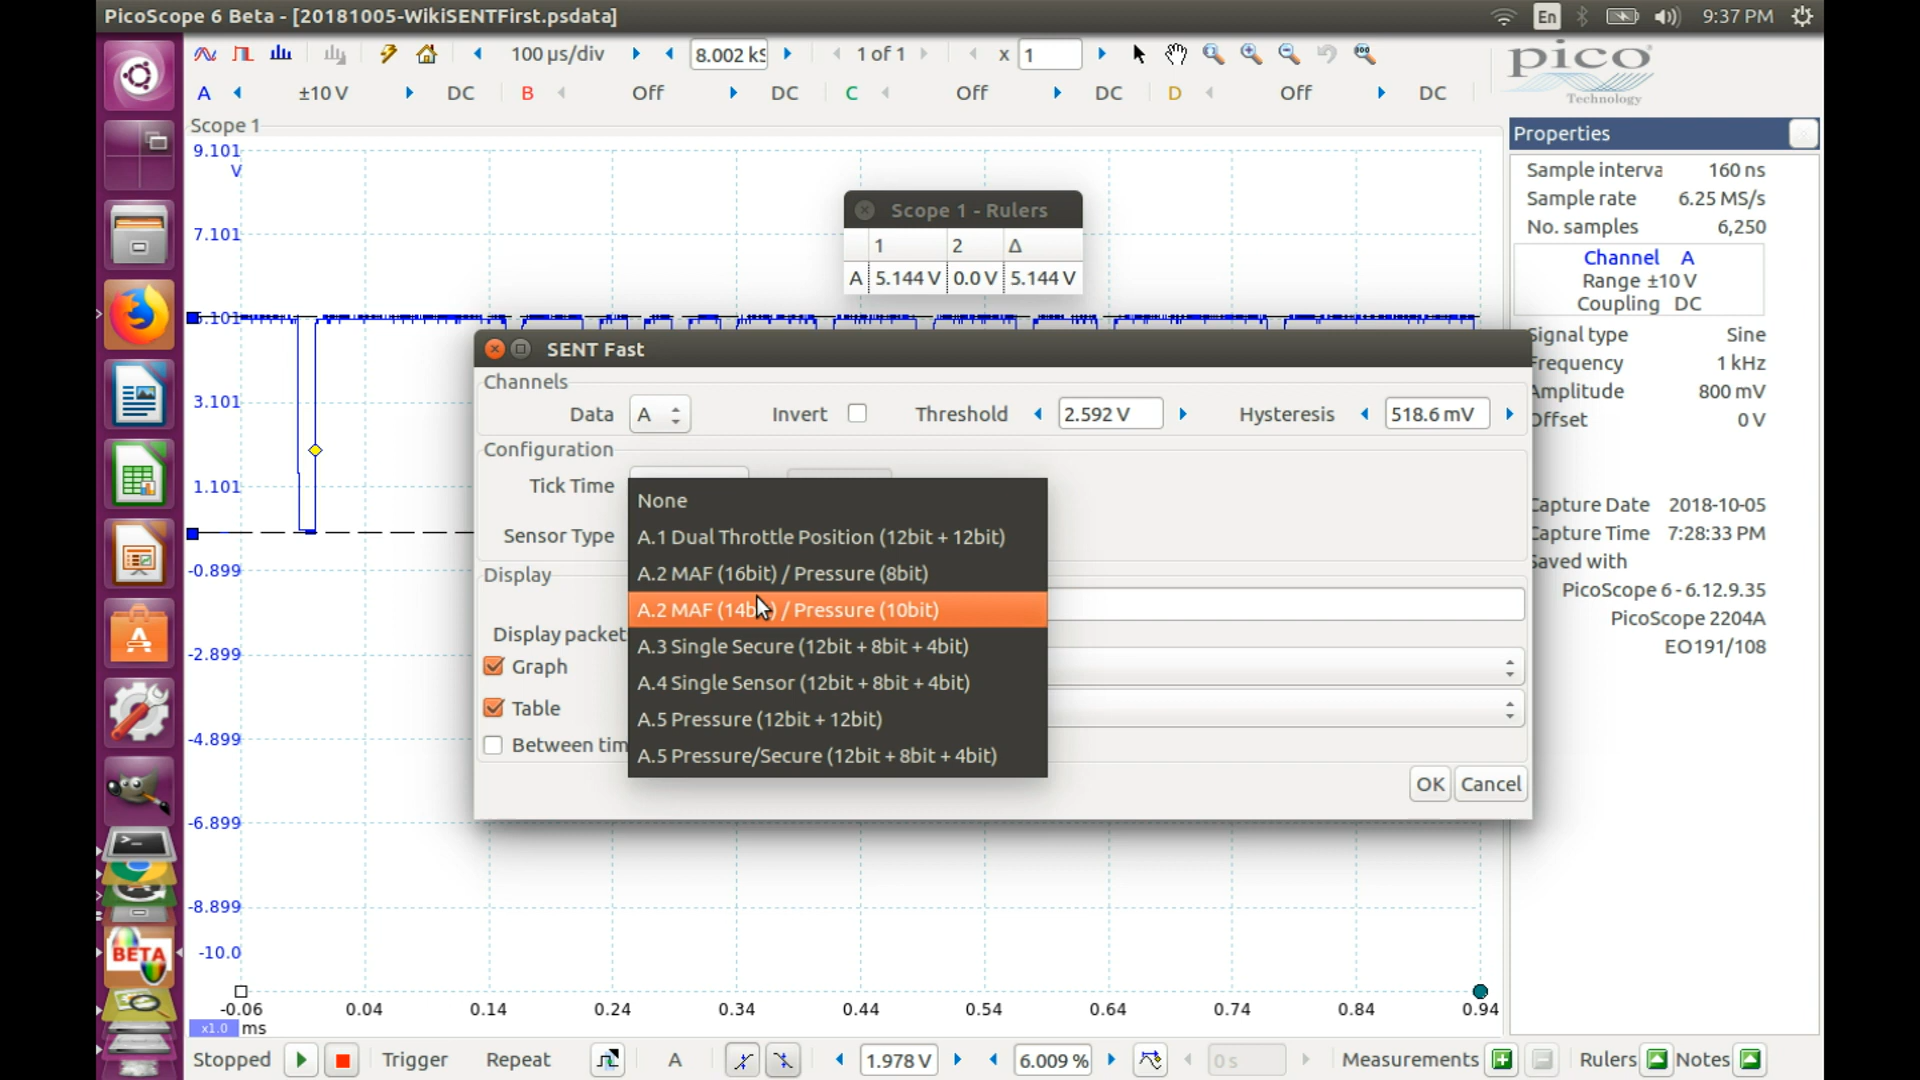 PicoScope 6 Beta - [20181005-WikiSENTFirst.psdata]
En 9:37 PM
100 µs/div 8.002 kS 1 of 1 x 1
pico
Technology
A ±10 V DC B Off DC C Off DC D Off DC
Scope 1
Properties
9.101
V
7.101
5.101
3.101
1.101
-0.899
-2.899
-4.899
-6.899
-8.899
-10.0
Scope 1 - Rulers
1 2 Δ
A 5.144 V 0.0 V 5.144 V
Sample interva 160 ns
Sample rate 6.25 MS/s
No. samples 6,250
Channel A
Range ±10 V
Coupling DC
Signal type Sine
Frequency 1 kHz
Amplitude 800 mV
Offset 0 V
Capture Date 2018-10-05
Capture Time 7:28:33 PM
Saved with
PicoScope 6 - 6.12.9.35
PicoScope 2204A
EO191/108
SENT Fast
Channels
Data A Invert Threshold 2.592 V Hysteresis 518.6 mV
Configuration
Tick Time
Sensor Type
None
A.1 Dual Throttle Position (12bit + 12bit)
A.2 MAF (16bit) / Pressure (8bit)
A.2 MAF (14b ) / Pressure (10bit)
A.3 Single Secure (12bit + 8bit + 4bit)
A.4 Single Sensor (12bit + 8bit + 4bit)
A.5 Pressure (12bit + 12bit)
A.5 Pressure/Secure (12bit + 8bit + 4bit)
Display
Display packet
Graph
Table
Between tim
OK Cancel
BETA
-0.06 0.04 0.14 0.24 0.34 0.44 0.54 0.64 0.74 0.84 0.94
x1.0 ms
Stopped Trigger Repeat A 1.978 V 6.009 % 0 s Measurements Rulers Notes